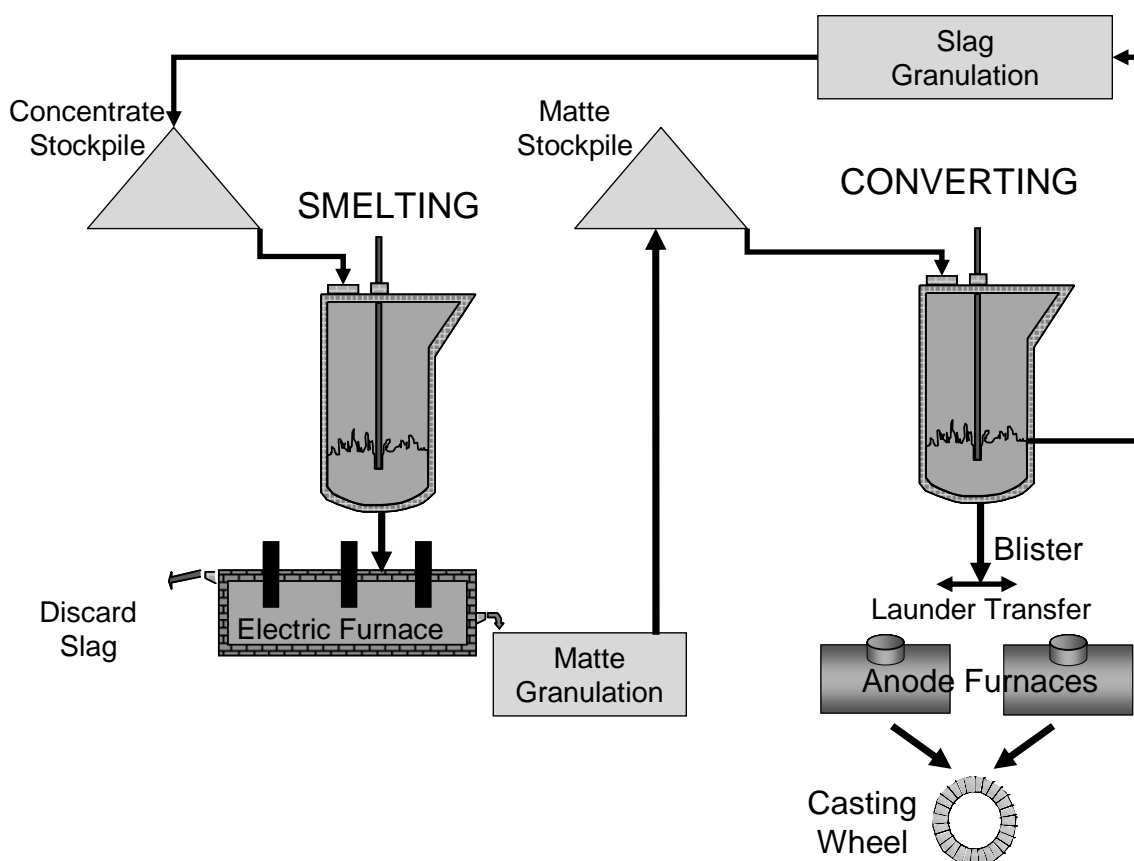 Slag
Granulation
Concentrate
Stockpile
Matte
Stockpile
SMELTING
CONVERTING
Blister
Launder Transfer
Discard
Slag
Electric Furnace
Matte
Granulation
Anode Furnaces
Casting
Wheel